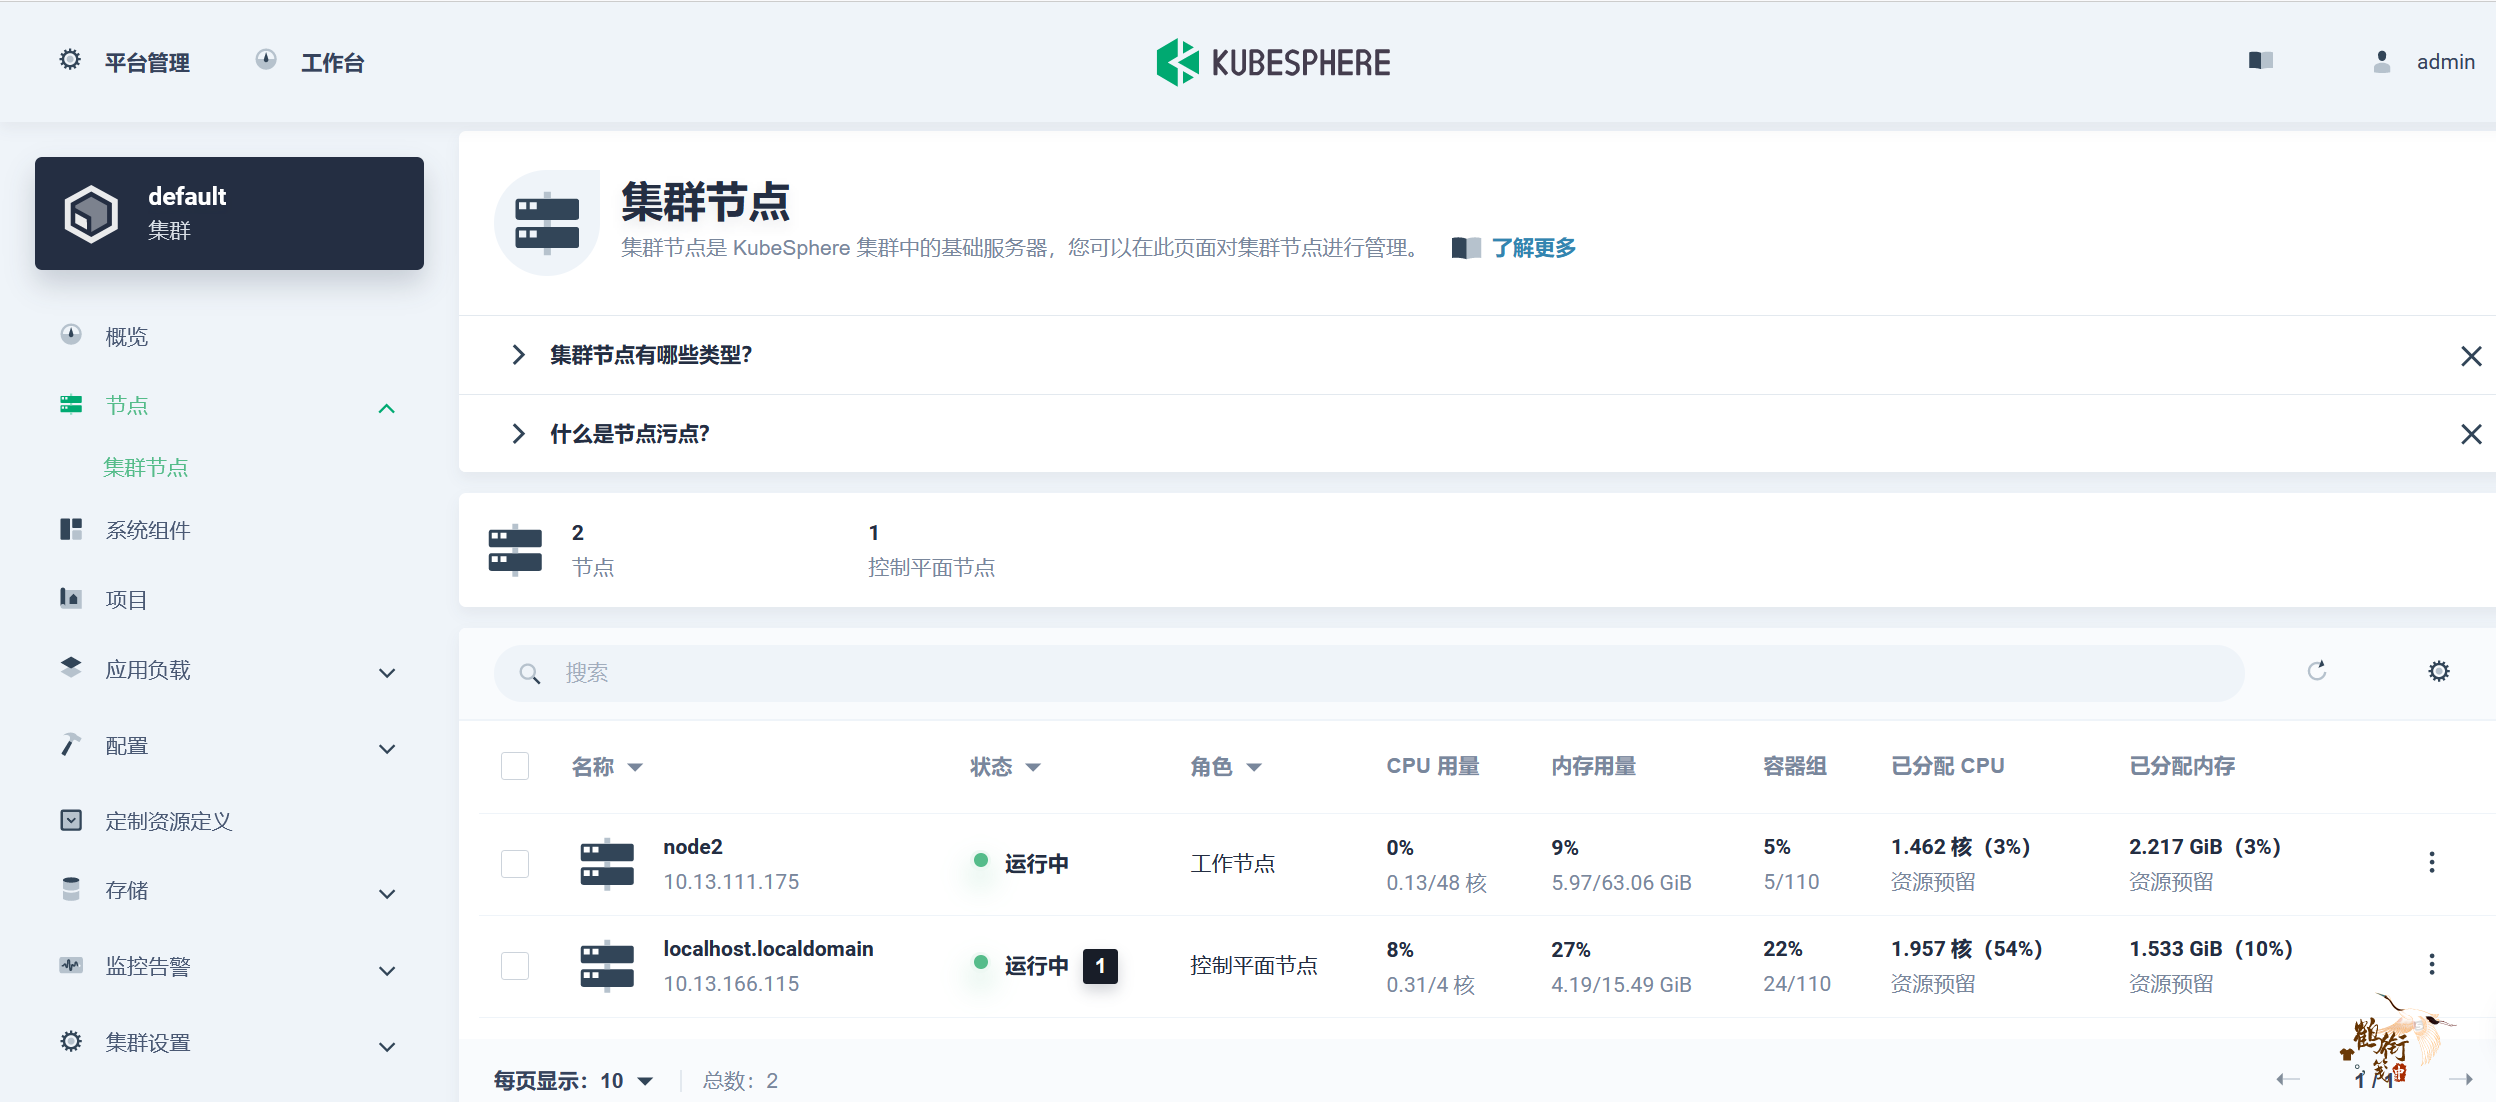 平台管理
工作台
KUBESPHERE
admin
default
集群
概览
节点
集群节点
系统组件
项目
应用负载
配置
定制资源定义
存储
监控告警
集群设置
集群节点
集群节点是 KubeSphere 集群中的基础服务器，您可以在此页面对集群节点进行管理。
了解更多
集群节点有哪些类型?
什么是节点污点?
2
节点
1
控制平面节点
搜索
名称 状态 角色 CPU 用量 内存用量 容器组 已分配 CPU 已分配内存
node2
10.13.111.175
运行中
工作节点
0%
0.13/48 核
9%
5.97/63.06 GiB
5%
5/110
1.462 核（3%）
资源预留
2.217 GiB（3%）
资源预留
localhost.localdomain
10.13.166.115
运行中 1
控制平面节点
8%
0.31/4 核
27%
4.19/15.49 GiB
22%
24/110
1.957 核（54%）
资源预留
1.533 GiB（10%）
资源预留
每页显示：10
总数：2
1 / 1